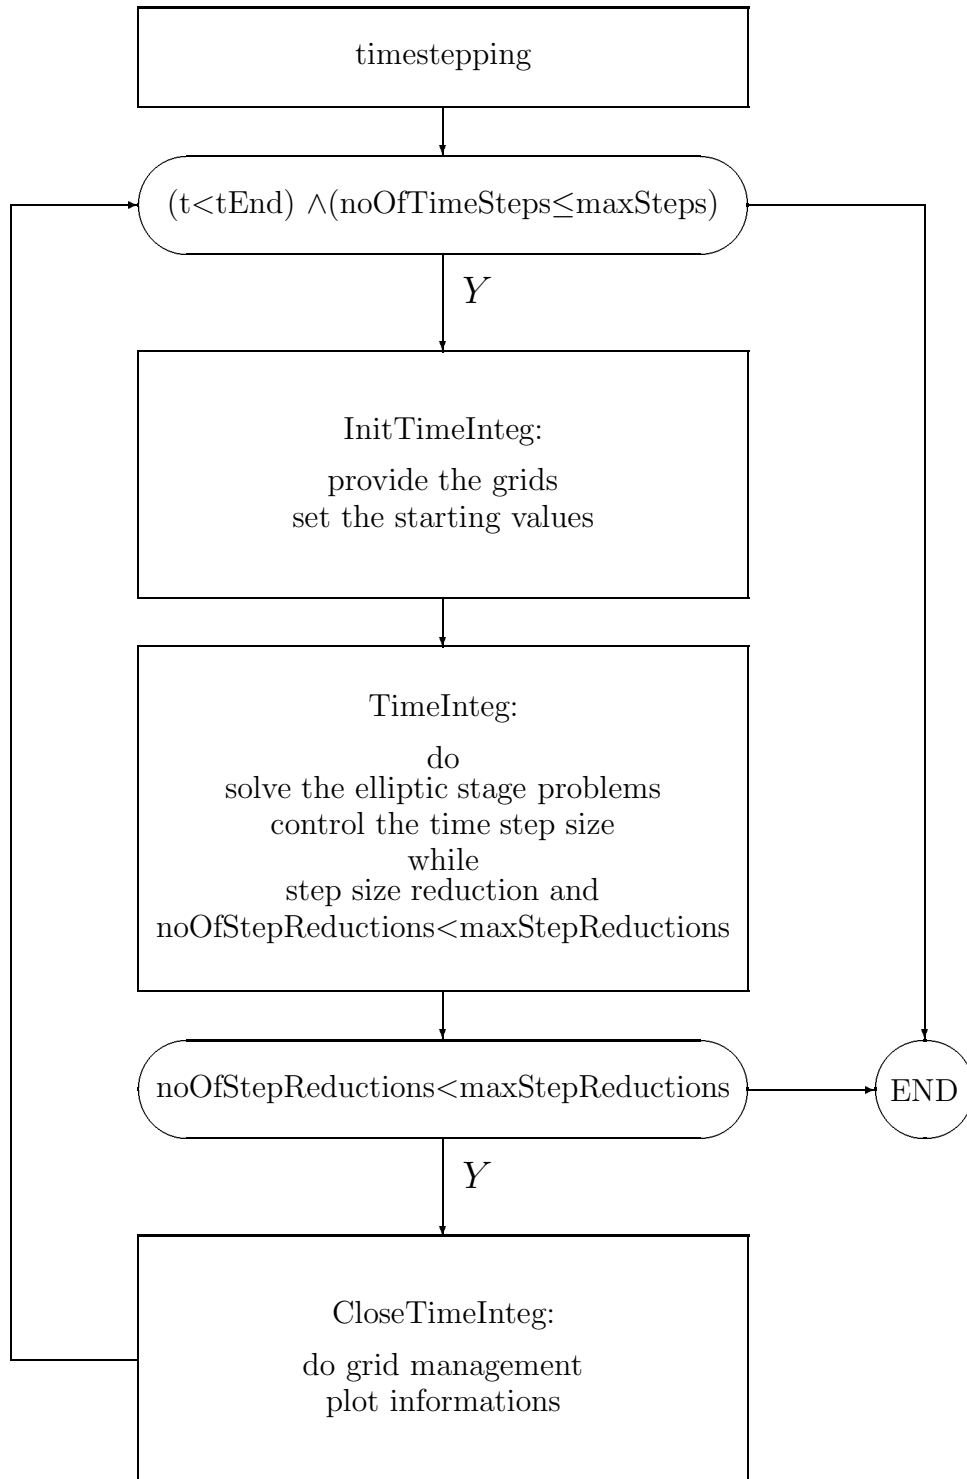 timestepping
(t<tEnd) ∧(noOfTimeSteps≤maxSteps)
Y
InitTimeInteg:
provide the grids
set the starting values
TimeInteg:
do
solve the elliptic stage problems
control the time step size
while
step size reduction and
noOfStepReductions<maxStepReductions
noOfStepReductions<maxStepReductions
END
Y
CloseTimeInteg:
do grid management
plot informations